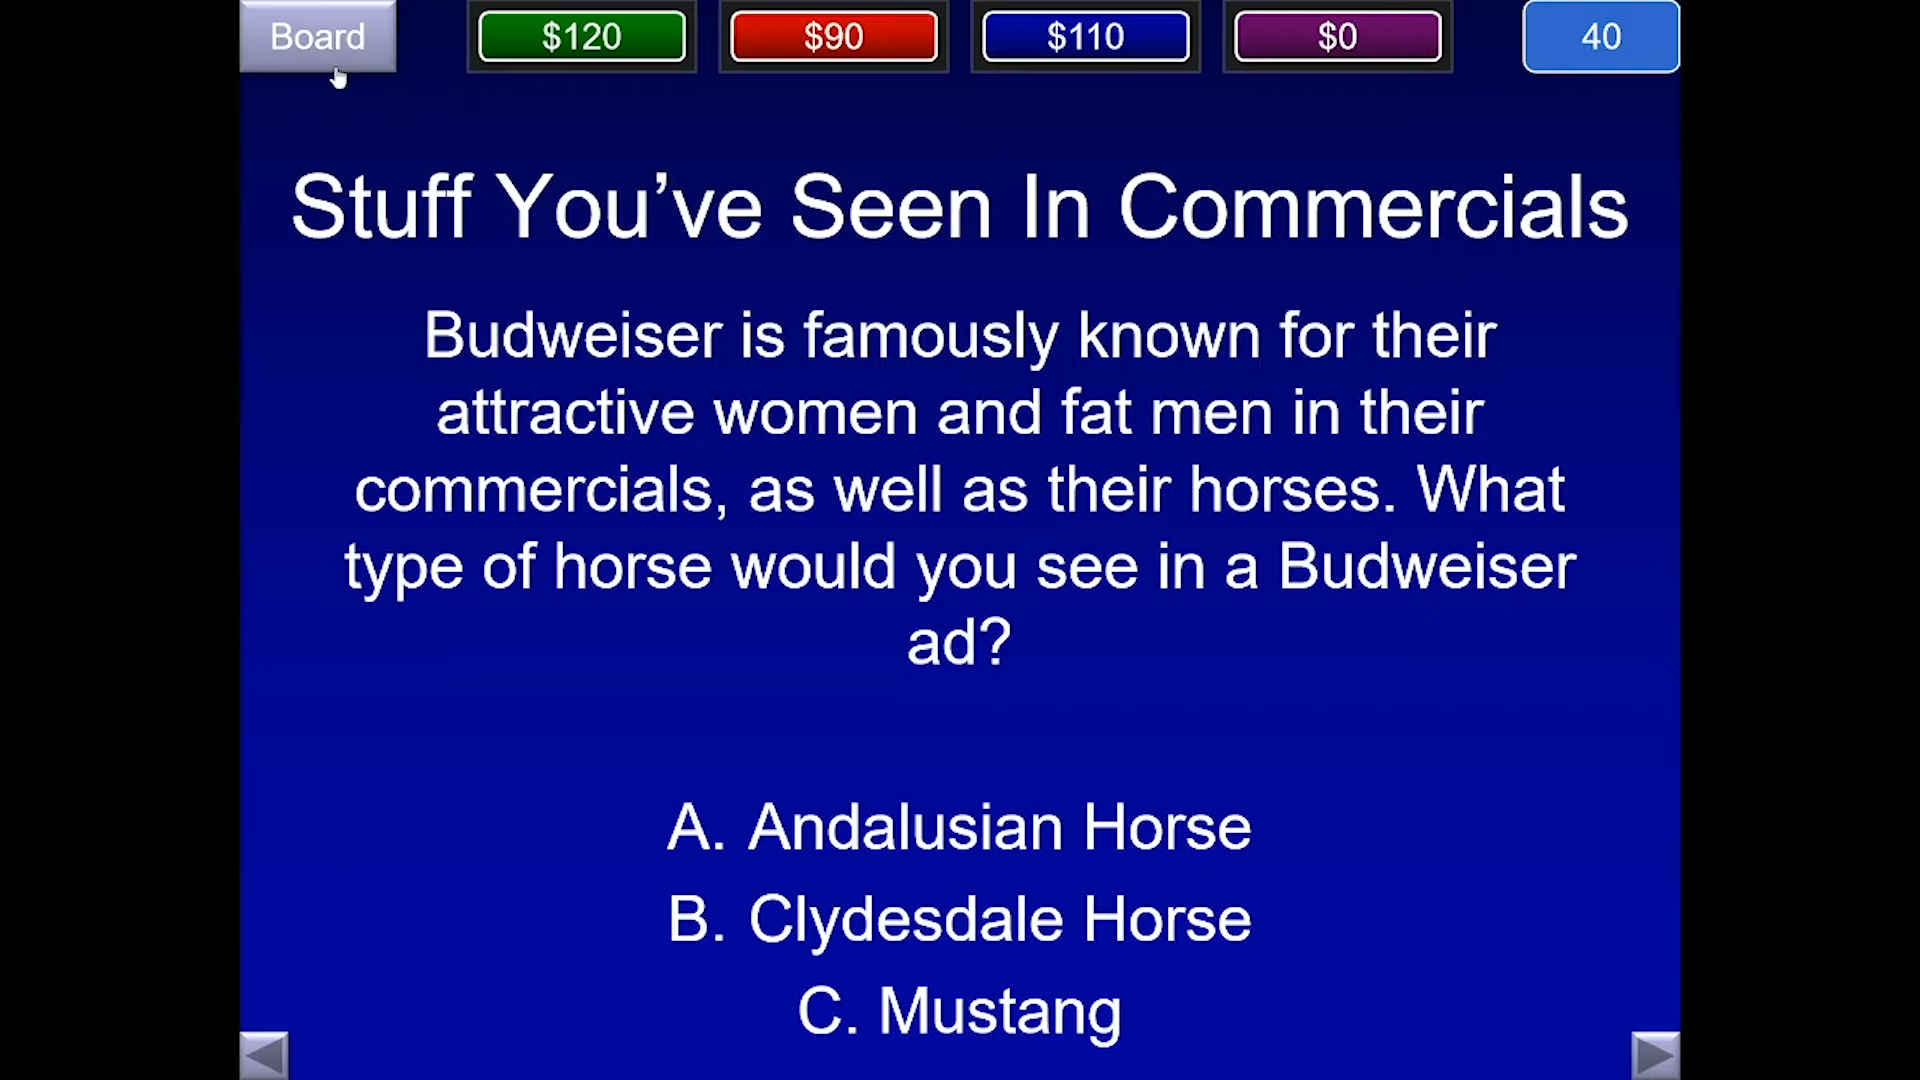 Board
$120
$90
$110
$0
40
Stuff You’ve Seen In Commercials
Budweiser is famously known for their
attractive women and fat men in their
commercials, as well as their horses. What
type of horse would you see in a Budweiser
ad?
A. Andalusian Horse
B. Clydesdale Horse
C. Mustang